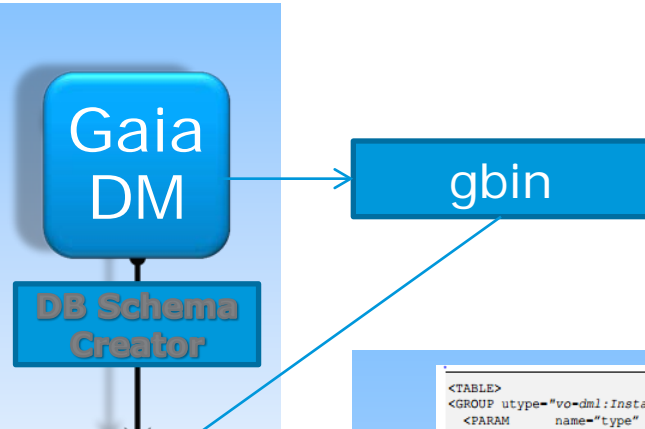 Gaia
DM
gbin
DB Schema
Creator
<TABLE>
<GROUP utype="vo-dml:Insta
<PARAM name="type"